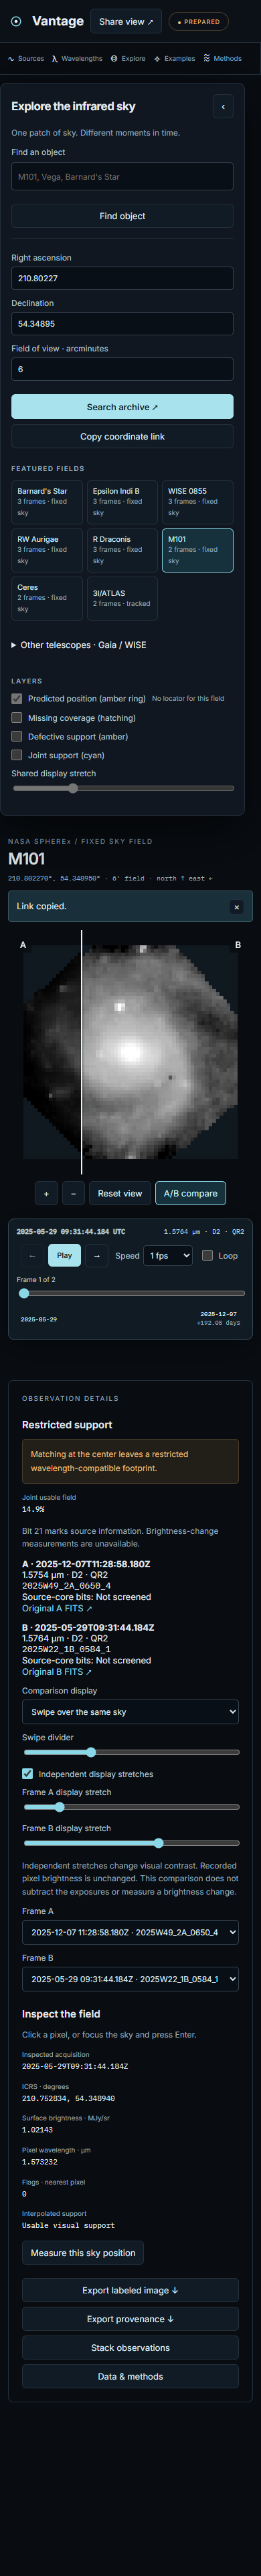 Vantage
Share view ↗
● PREPARED
Sources
Wavelengths
Explore
Examples
Methods
Explore the infrared sky
‹
One patch of sky. Different moments in time.
Find an object
M101, Vega, Barnard's Star
Find object
Right ascension
210.80227
Declination
54.34895
Field of view · arcminutes
6
Search archive ↗
Copy coordinate link
FEATURED FIELDS
Barnard's Star
3 frames · fixed
sky
Epsilon Indi B
3 frames · fixed
sky
WISE 0855
3 frames · fixed
sky
RW Aurigae
3 frames · fixed
sky
R Draconis
3 frames · fixed
sky
M101
2 frames · fixed
sky
Ceres
2 frames · fixed
sky
3I/ATLAS
2 frames · tracked
▶ Other telescopes · Gaia / WISE
LAYERS
Predicted position (amber ring) No locator for this field
Missing coverage (hatching)
Defective support (amber)
Joint support (cyan)
Shared display stretch
NASA SPHEREx / FIXED SKY FIELD
M101
210.802270°, 54.348950° · 6′ field · north ↑ east ←
Link copied.
×
A
B
+
−
Reset view
A/B compare
2025-05-29 09:31:44.184 UTC
1.5764 μm · D2 · QR2
←
Play
→
Speed
1 fps
Loop
Frame 1 of 2
2025-05-29
2025-12-07
+192.08 days
OBSERVATION DETAILS
Restricted support
Matching at the center leaves a restricted
wavelength-compatible footprint.
Joint usable field
14.9%
Bit 21 marks source information. Brightness-change
measurements are unavailable.
A · 2025-12-07T11:28:58.180Z
1.5754 μm · D2 · QR2
2025W49_2A_0650_4
Source-core bits: Not screened
Original A FITS ↗
B · 2025-05-29T09:31:44.184Z
1.5764 μm · D2 · QR2
2025W22_1B_0584_1
Source-core bits: Not screened
Original B FITS ↗
Comparison display
Swipe over the same sky
Swipe divider
Independent display stretches
Frame A display stretch
Frame B display stretch
Independent stretches change visual contrast. Recorded
pixel brightness is unchanged. This comparison does not
subtract the exposures or measure a brightness change.
Frame A
2025-12-07 11:28:58.180Z · 2025W49_2A_0650_4
Frame B
2025-05-29 09:31:44.184Z · 2025W22_1B_0584_1
Inspect the field
Click a pixel, or focus the sky and press Enter.
Inspected acquisition
2025-05-29T09:31:44.184Z
ICRS · degrees
210.752834, 54.348940
Surface brightness · MJy/sr
1.02143
Pixel wavelength · μm
1.573232
Flags · nearest pixel
0
Interpolated support
Usable visual support
Measure this sky position
Export labeled image ↓
Export provenance ↓
Stack observations
Data & methods